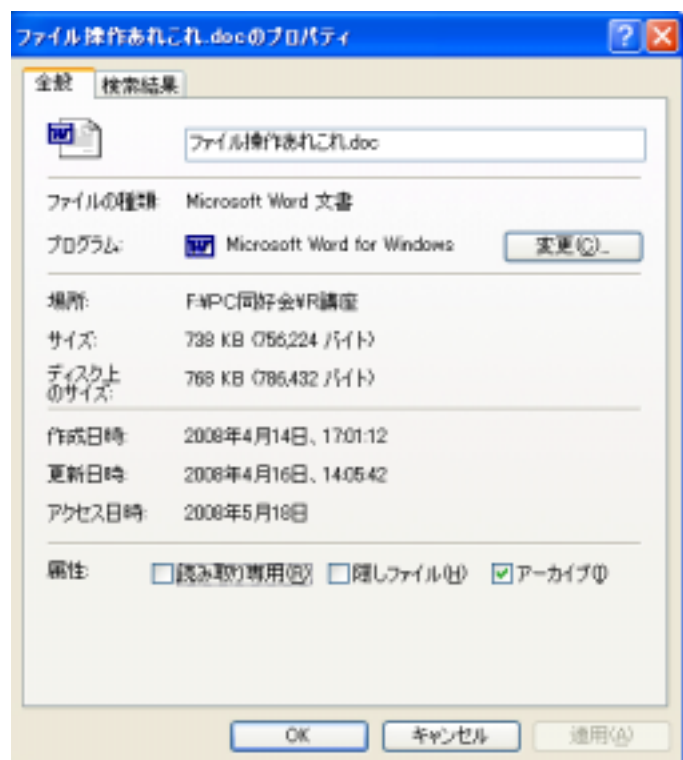 ファイル操作あれこれ.docのプロパティ
全般 検索結果
ファイル操作あれこれ.doc
ファイルの種類: Microsoft Word 文書
プログラム: Microsoft Word for Windows 変更(C)...
場所: F:¥PC同好会¥R講座
サイズ: 738 KB (756,224 バイト)
ディスク上
のサイズ: 768 KB (786,432 バイト)
作成日時: 2008年4月14日、17:01:12
更新日時: 2008年4月16日、14:05:42
アクセス日時: 2008年5月18日
属性: 読み取り専用(R) 隠しファイル(H) アーカイブ(I)
OK キャンセル 適用(A)